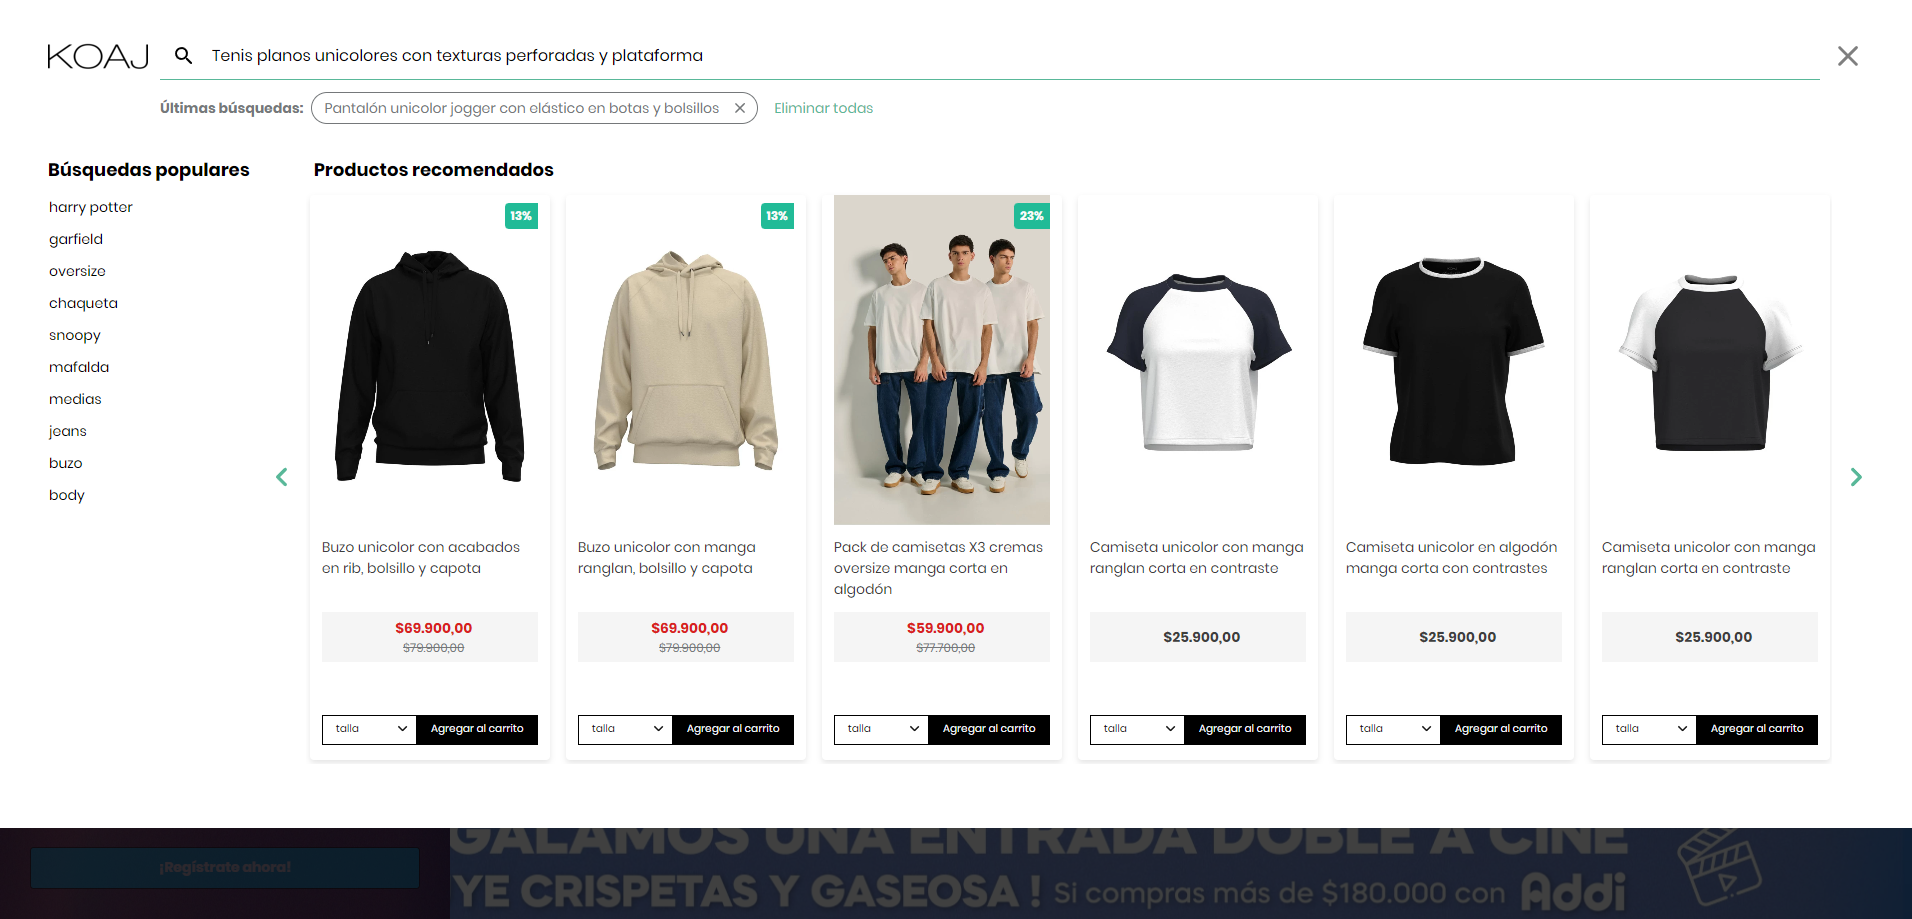 KOAJ
Tenis planos unicolores con texturas perforadas y plataforma
Últimas búsquedas: Pantalón unicolor jogger con elástico en botas y bolsillos Eliminar todas
Búsquedas populares
harry potter
garfield
oversize
chaqueta
snoopy
mafalda
medias
jeans
buzo
body
Productos recomendados
13%
Buzo unicolor con acabados
en rib, bolsillo y capota
$69.900,00
$79.900,00
talla Agregar al carrito
13%
Buzo unicolor con manga
ranglan, bolsillo y capota
$69.900,00
$79.900,00
talla Agregar al carrito
23%
Pack de camisetas X3 cremas
oversize manga corta en
algodón
$59.900,00
$77.700,00
talla Agregar al carrito
Camiseta unicolor con manga
ranglan corta en contraste
$25.900,00
talla Agregar al carrito
Camiseta unicolor en algodón
manga corta con contrastes
$25.900,00
talla Agregar al carrito
Camiseta unicolor con manga
ranglan corta en contraste
$25.900,00
talla Agregar al carrito
¡Regístrate ahora!
GALAMOS UNA ENTRADA DOBLE A CINE
YE CRISPETAS Y GASEOSA ! Si compras más de $180.000 con Addi